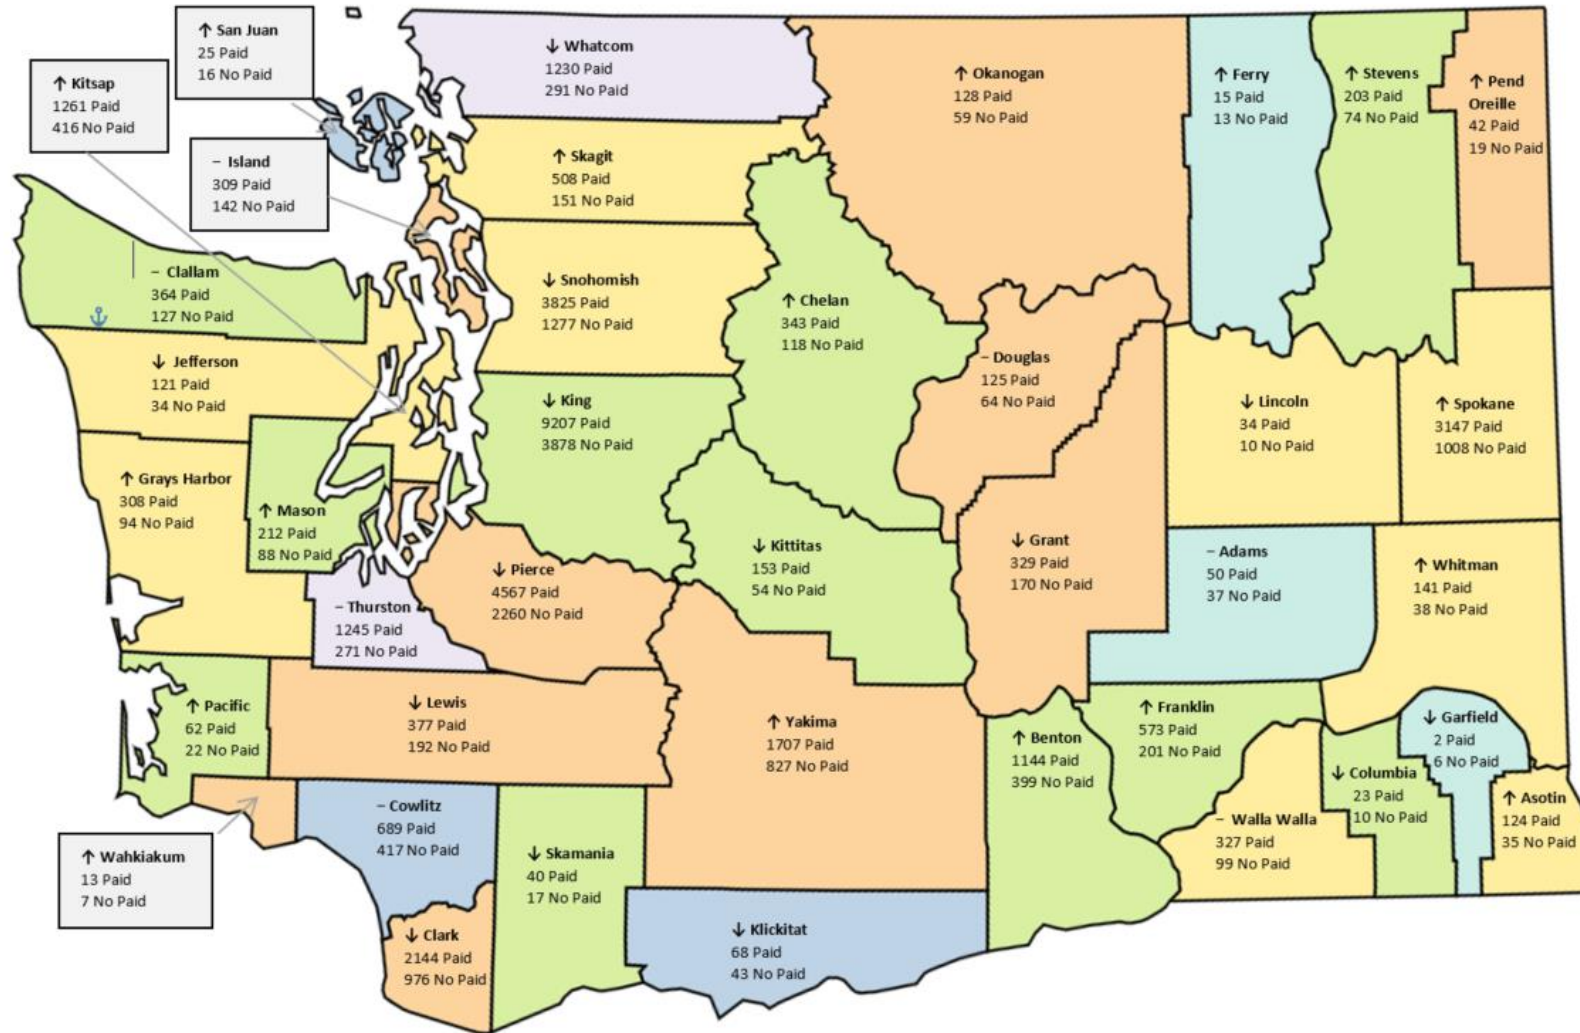 ↑ San Juan
25 Paid
16 No Paid
↑ Kitsap
1261 Paid
416 No Paid
– Island
309 Paid
142 No Paid
↓ Whatcom
1230 Paid
291 No Paid
↑ Skagit
508 Paid
151 No Paid
↑ Okanogan
128 Paid
59 No Paid
↑ Ferry
15 Paid
13 No Paid
↑ Stevens
203 Paid
74 No Paid
↑ Pend
Oreille
42 Paid
19 No Paid
– Clallam
364 Paid
127 No Paid
↓ Snohomish
3825 Paid
1277 No Paid
↑ Chelan
343 Paid
118 No Paid
– Douglas
125 Paid
64 No Paid
↓ Jefferson
121 Paid
34 No Paid
↓ King
9207 Paid
3878 No Paid
↓ Lincoln
34 Paid
10 No Paid
↑ Spokane
3147 Paid
1008 No Paid
↑ Grays Harbor
308 Paid
94 No Paid
↑ Mason
212 Paid
88 No Paid
↓ Kittitas
153 Paid
54 No Paid
↓ Grant
329 Paid
170 No Paid
– Adams
50 Paid
37 No Paid
↑ Whitman
141 Paid
38 No Paid
↓ Pierce
4567 Paid
2260 No Paid
– Thurston
1245 Paid
271 No Paid
↑ Pacific
62 Paid
22 No Paid
↓ Lewis
377 Paid
192 No Paid
↑ Yakima
1707 Paid
827 No Paid
↑ Benton
1144 Paid
399 No Paid
↑ Franklin
573 Paid
201 No Paid
↓ Garfield
2 Paid
6 No Paid
↓ Columbia
23 Paid
10 No Paid
↑ Asotin
124 Paid
35 No Paid
– Walla Walla
327 Paid
99 No Paid
– Cowlitz
689 Paid
417 No Paid
↑ Wahkiakum
13 Paid
7 No Paid
↓ Skamania
40 Paid
17 No Paid
↓ Clark
2144 Paid
976 No Paid
↓ Klickitat
68 Paid
43 No Paid